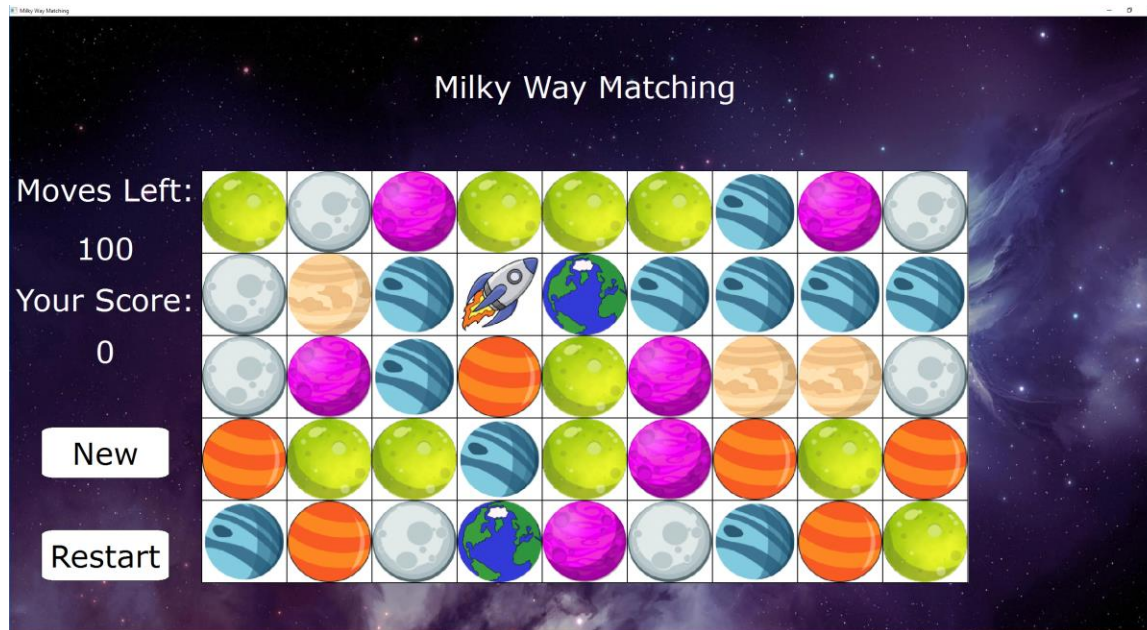 Milky Way Matching
Milky Way Matching
Moves Left:
100
Your Score:
0
New
Restart